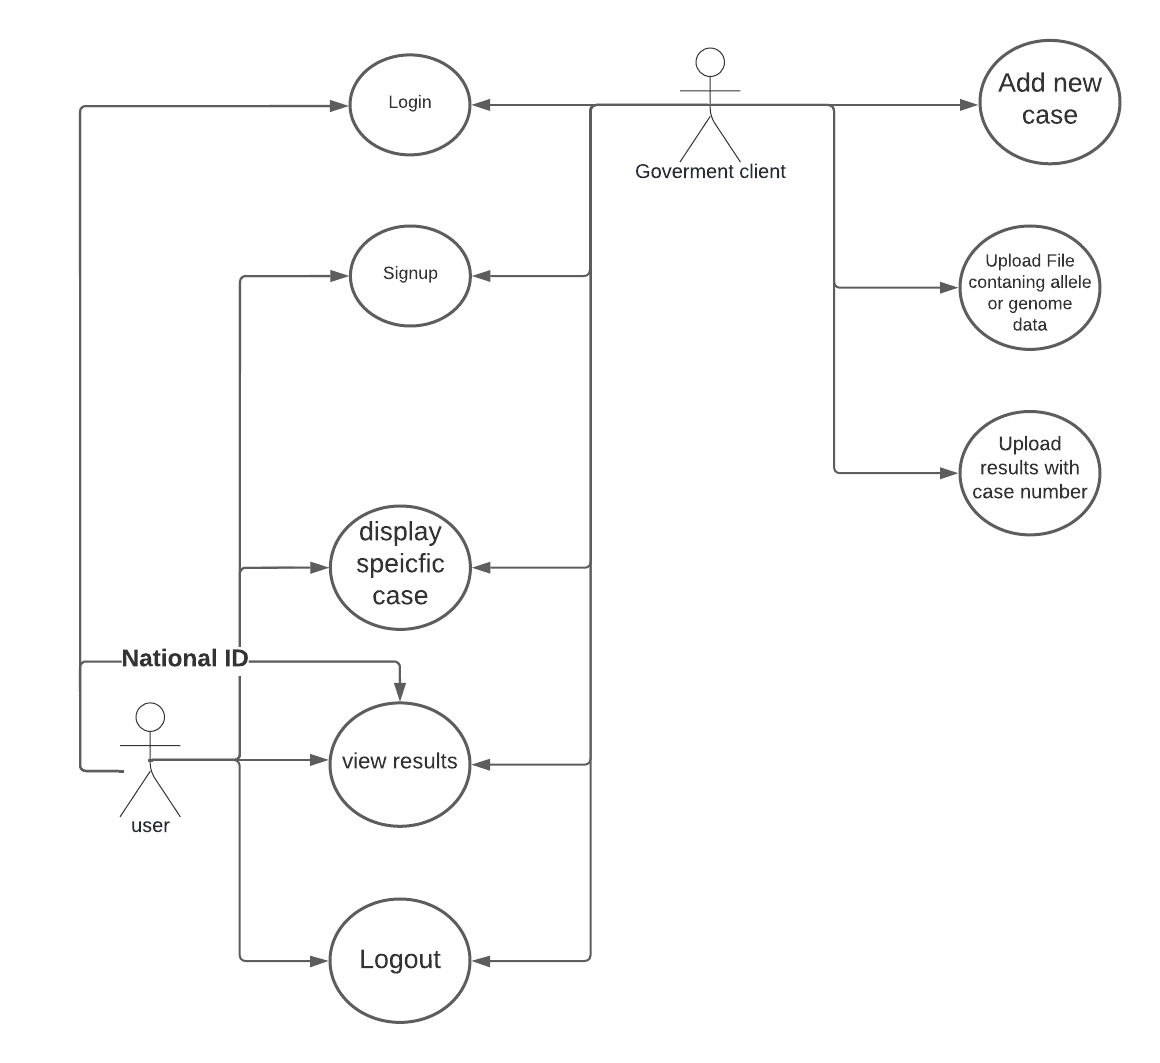 Login
Goverment client
Add new
case
Signup
Upload File
contaning allele
or genome
data
Upload
results with
case number
display
speicfic
case
National ID
view results
user
Logout